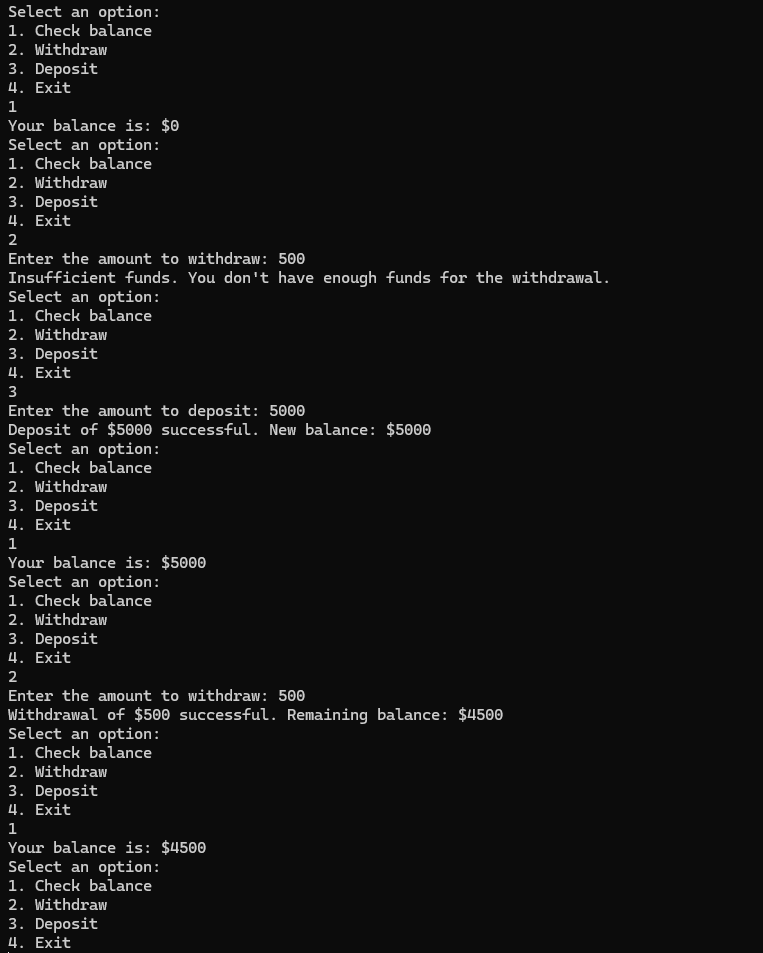 Select an option:
1. Check balance
2. Withdraw
3. Deposit
4. Exit
1
Your balance is: $0
Select an option:
1. Check balance
2. Withdraw
3. Deposit
4. Exit
2
Enter the amount to withdraw: 500
Insufficient funds. You don't have enough funds for the withdrawal.
Select an option:
1. Check balance
2. Withdraw
3. Deposit
4. Exit
3
Enter the amount to deposit: 5000
Deposit of $5000 successful. New balance: $5000
Select an option:
1. Check balance
2. Withdraw
3. Deposit
4. Exit
1
Your balance is: $5000
Select an option:
1. Check balance
2. Withdraw
3. Deposit
4. Exit
2
Enter the amount to withdraw: 500
Withdrawal of $500 successful. Remaining balance: $4500
Select an option:
1. Check balance
2. Withdraw
3. Deposit
4. Exit
1
Your balance is: $4500
Select an option:
1. Check balance
2. Withdraw
3. Deposit
4. Exit